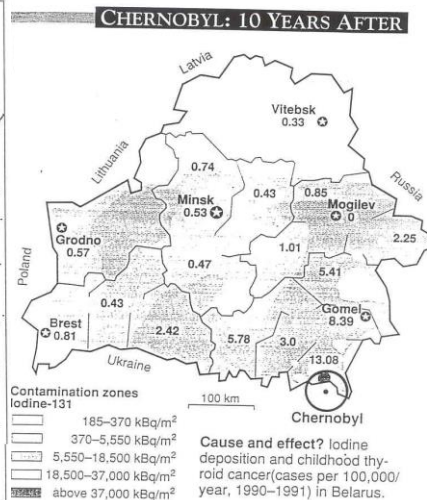 CHERNOBYL: 10 YEARS AFTER
Latvia
Vitebsk
0.33
Lithuania
Russia
0.74
Minsk
0.53
0.43
0.85
Mogilev
0
2.25
Grodno
0.57
Poland
1.01
0.47
5.41
0.43
Gomel
8.39
Brest
0.81
2.42
5.78
3.0
13.08
Ukraine
100 km
Chernobyl
Contamination zones
Iodine-131
185–370 kBq/m²
370–5,550 kBq/m²
5,550–18,500 kBq/m²
18,500–37,000 kBq/m²
above 37,000 kBq/m²
Cause and effect? Iodine
deposition and childhood thy-
roid cancer(cases per 100,000/
year, 1990–1991) in Belarus.